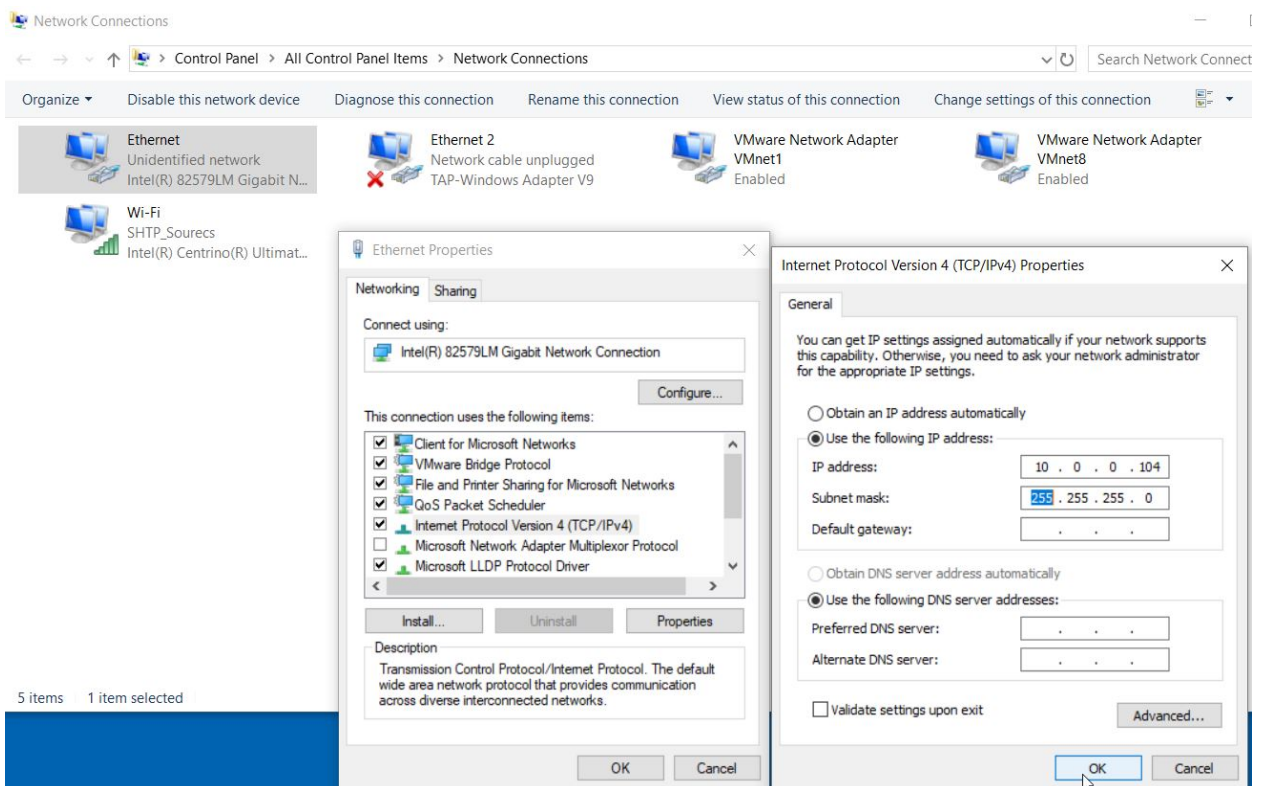 Network Connections
Control Panel > All Control Panel Items > Network Connections
Search Network Connect
Organize Disable this network device Diagnose this connection Rename this connection View status of this connection Change settings of this connection
Ethernet
Unidentified network
Intel(R) 82579LM Gigabit N...
Ethernet 2
Network cable unplugged
TAP-Windows Adapter V9
VMware Network Adapter
VMnet1
Enabled
VMware Network Adapter
VMnet8
Enabled
Wi-Fi
SHTP_Sourecs
Intel(R) Centrino(R) Ultimat...
Ethernet Properties
Networking Sharing
Connect using:
Intel(R) 82579LM Gigabit Network Connection
Configure...
This connection uses the following items:
Client for Microsoft Networks
VMware Bridge Protocol
File and Printer Sharing for Microsoft Networks
QoS Packet Scheduler
Internet Protocol Version 4 (TCP/IPv4)
Microsoft Network Adapter Multiplexor Protocol
Microsoft LLDP Protocol Driver
Install... Uninstall Properties
Description
Transmission Control Protocol/Internet Protocol. The default
wide area network protocol that provides communication
across diverse interconnected networks.
OK Cancel
Internet Protocol Version 4 (TCP/IPv4) Properties
General
You can get IP settings assigned automatically if your network supports
this capability. Otherwise, you need to ask your network administrator
for the appropriate IP settings.
Obtain an IP address automatically
Use the following IP address:
IP address: 10 . 0 . 0 . 104
Subnet mask: 255 . 255 . 255 . 0
Default gateway: . . .
Obtain DNS server address automatically
Use the following DNS server addresses:
Preferred DNS server: . . .
Alternate DNS server: . . .
Validate settings upon exit
Advanced...
OK Cancel
5 items 1 item selected